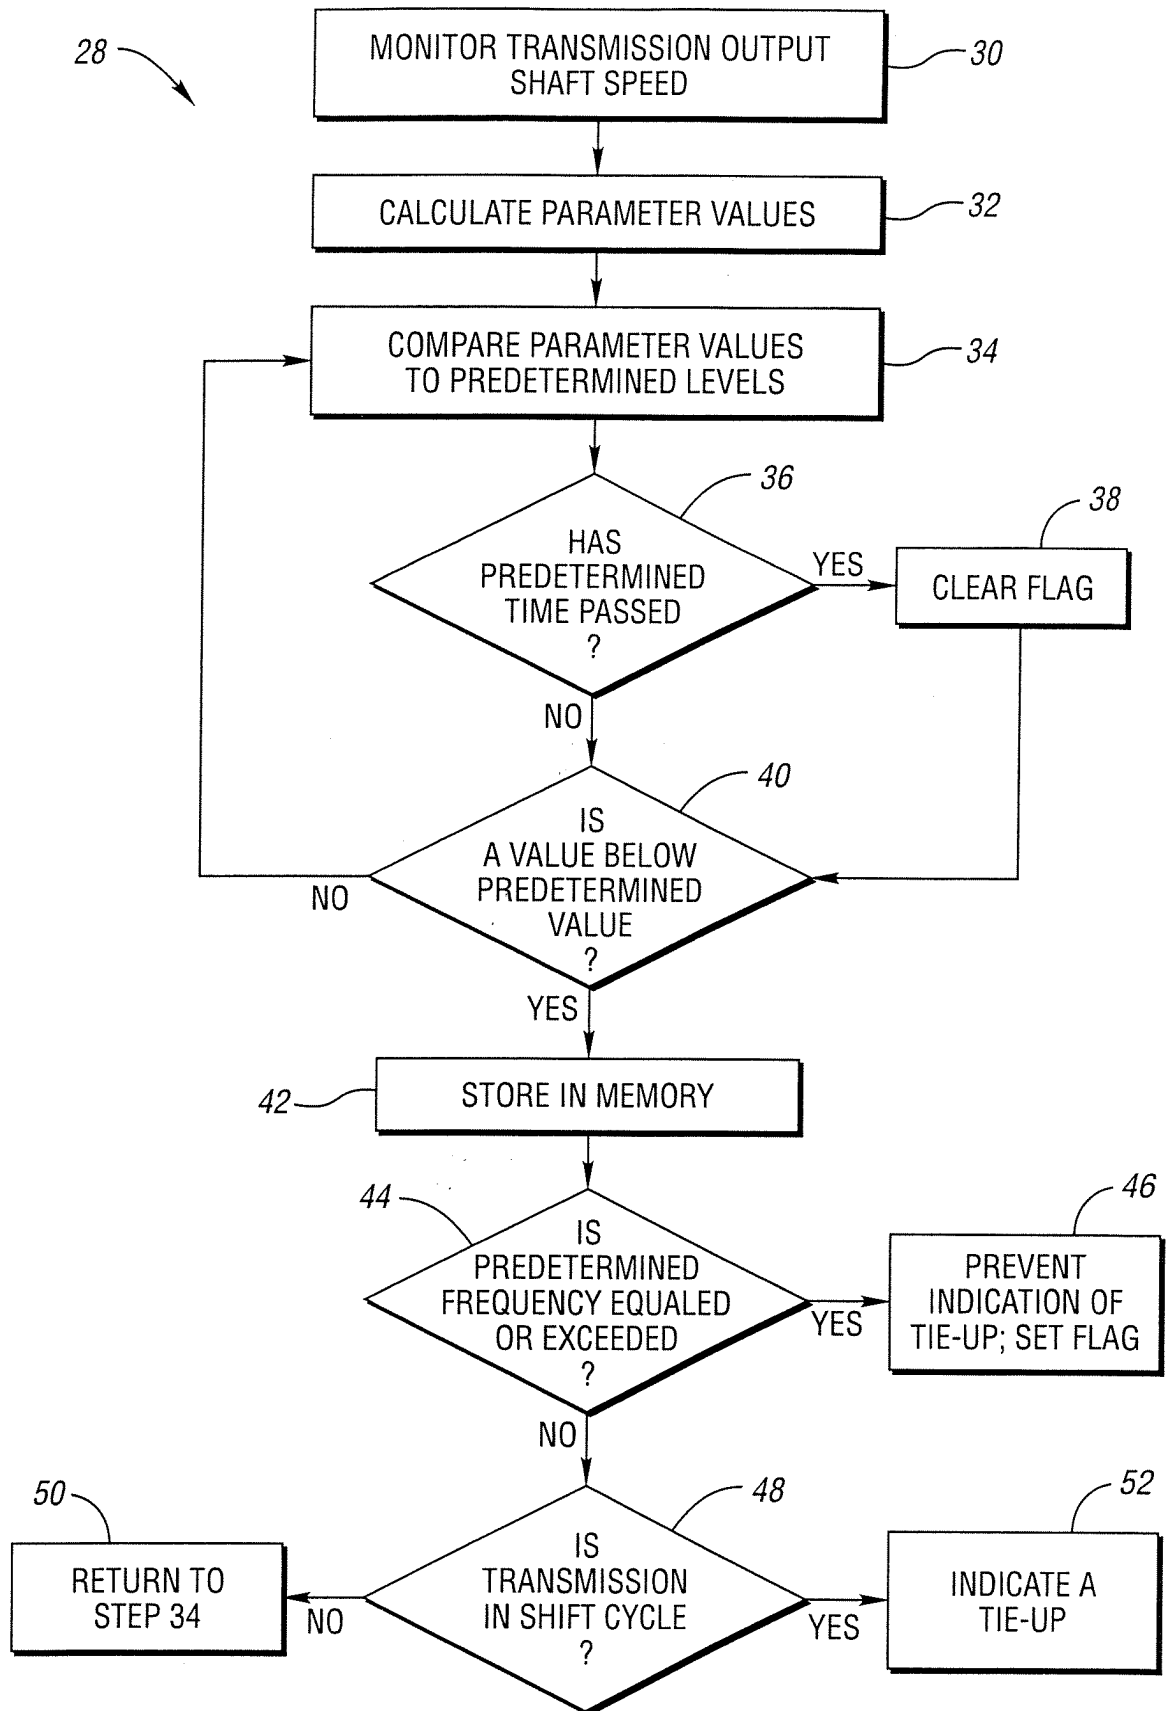 28
MONITOR TRANSMISSION OUTPUT
SHAFT SPEED
30
CALCULATE PARAMETER VALUES
32
COMPARE PARAMETER VALUES
TO PREDETERMINED LEVELS
34
36
HAS
PREDETERMINED
TIME PASSED
?
YES
38
CLEAR FLAG
NO
40
IS
A VALUE BELOW
PREDETERMINED
VALUE
?
NO
YES
42
STORE IN MEMORY
44
IS
PREDETERMINED
FREQUENCY EQUALED
OR EXCEEDED
?
YES
46
PREVENT
INDICATION OF
TIE-UP; SET FLAG
NO
48
IS
TRANSMISSION
IN SHIFT CYCLE
?
NO
50
RETURN TO
STEP 34
YES
52
INDICATE A
TIE-UP